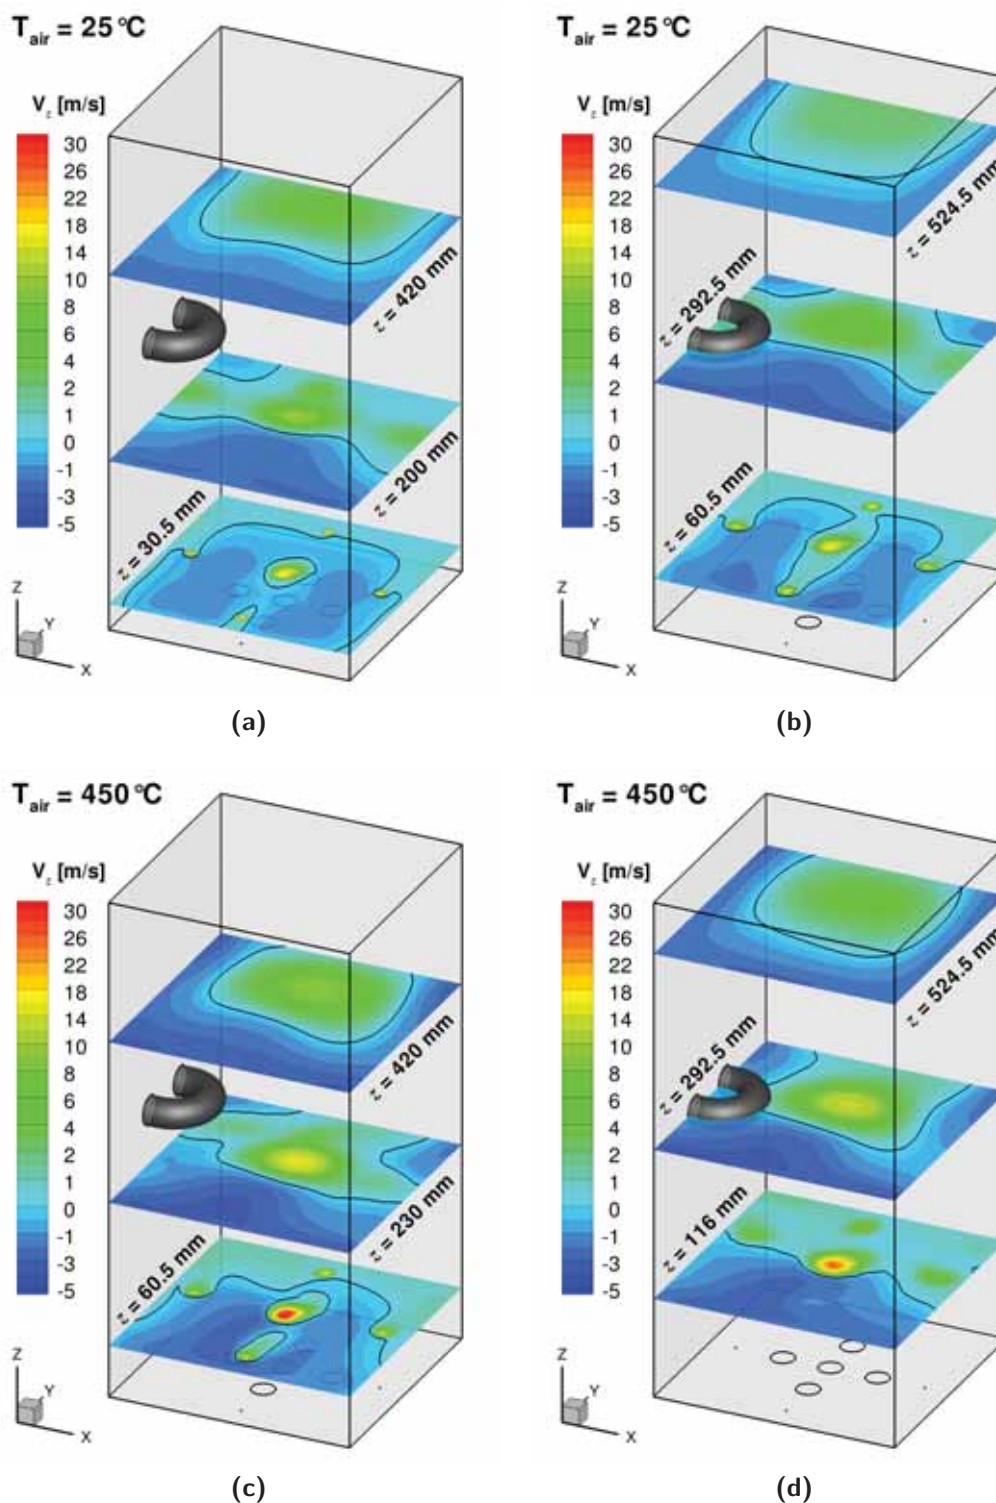 T_air = 25 °C
V_z [m/s]
30
26
22
18
14
10
8
6
4
2
1
0
-1
-3
-5
z = 420 mm
z = 200 mm
z = 30.5 mm
Z
Y
X
(a)
T_air = 25 °C
V_z [m/s]
30
26
22
18
14
10
8
6
4
2
1
0
-1
-3
-5
z = 524.5 mm
z = 292.5 mm
z = 60.5 mm
Z
Y
X
(b)
T_air = 450 °C
V_z [m/s]
30
26
22
18
14
10
8
6
4
2
1
0
-1
-3
-5
z = 420 mm
z = 230 mm
z = 60.5 mm
Z
Y
X
(c)
T_air = 450 °C
V_z [m/s]
30
26
22
18
14
10
8
6
4
2
1
0
-1
-3
-5
z = 524.5 mm
z = 292.5 mm
z = 116 mm
Z
Y
X
(d)